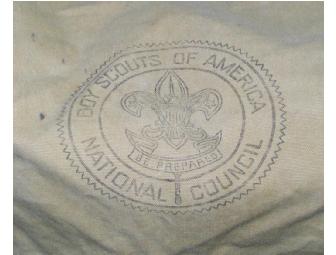 BOY SCOUTS OF AMERICA
BE PREPARED
NATIONAL COUNCIL